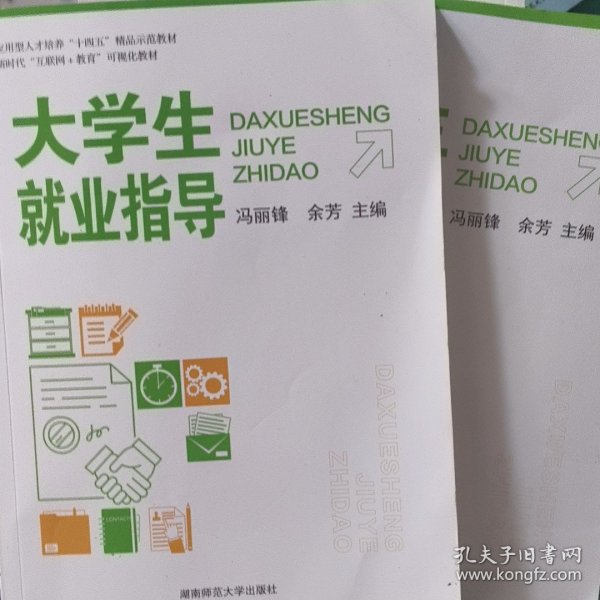 应用型人才培养“十四五”精品示范教材
新时代“互联网+教育”可视化教材
大学生
就业指导
DAXUESHENG
JIUYE
ZHIDAO
冯丽锋 余芳 主编
CONTACTS
DAXUESHENG
JIUYE
ZHIDAO
湖南师范大学出版社
DAXUESHEN
JIUYE
ZHIDAO
冯丽锋 余芳 主编
孔夫子旧书网
www.kongfz.com